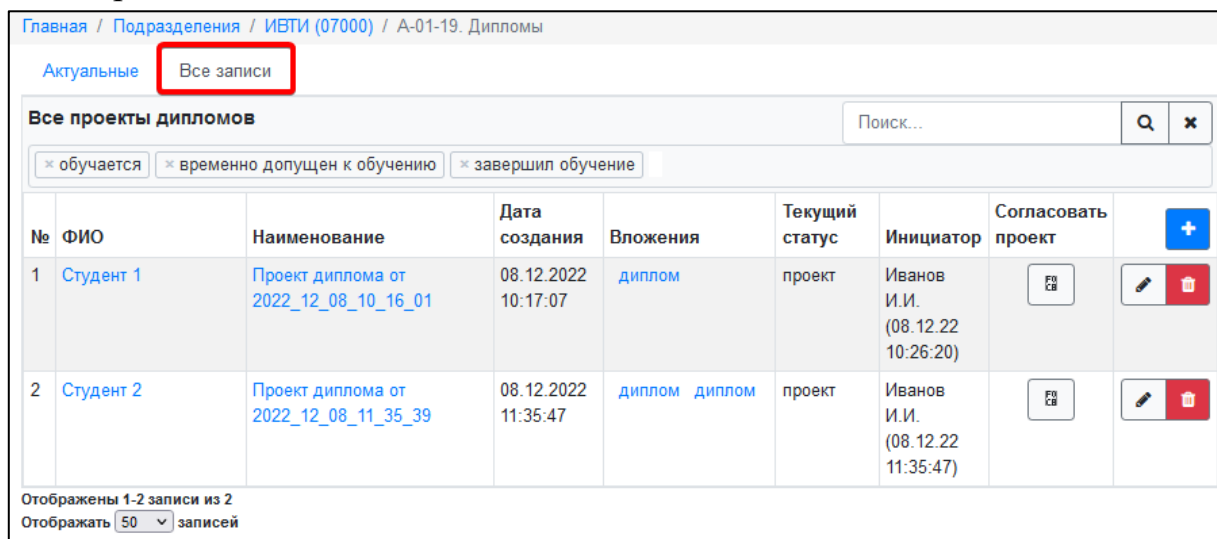 Главная / Подразделения / ИВТИ (07000) / А-01-19. Дипломы
Актуальные Все записи
Все проекты дипломов Поиск...
× обучается × временно допущен к обучению × завершил обучение
№ ФИО Наименование Дата создания Вложения Текущий статус Инициатор Согласовать проект +
1 Студент 1 Проект диплома от 2022_12_08_10_16_01 08.12.2022 10:17:07 диплом проект Иванов И.И. (08.12.22 10:26:20)
2 Студент 2 Проект диплома от 2022_12_08_11_35_39 08.12.2022 11:35:47 диплом диплом проект Иванов И.И. (08.12.22 11:35:47)
Отображены 1-2 записи из 2
Отображать 50 записей